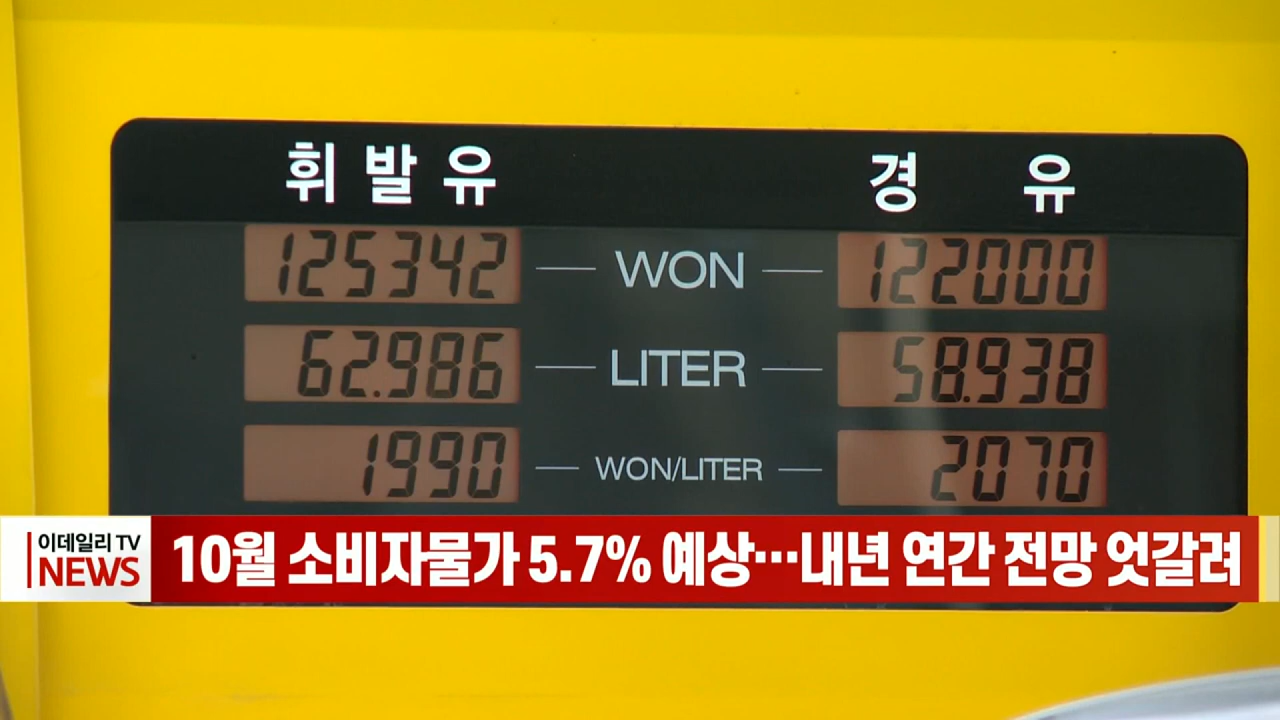 휘발유 경유
125342 WON 122000
62.986 LITER 58.938
1990 WON/LITER 2070
이데일리 TV
NEWS
10월 소비자물가 5.7% 예상…내년 연간 전망 엇갈려